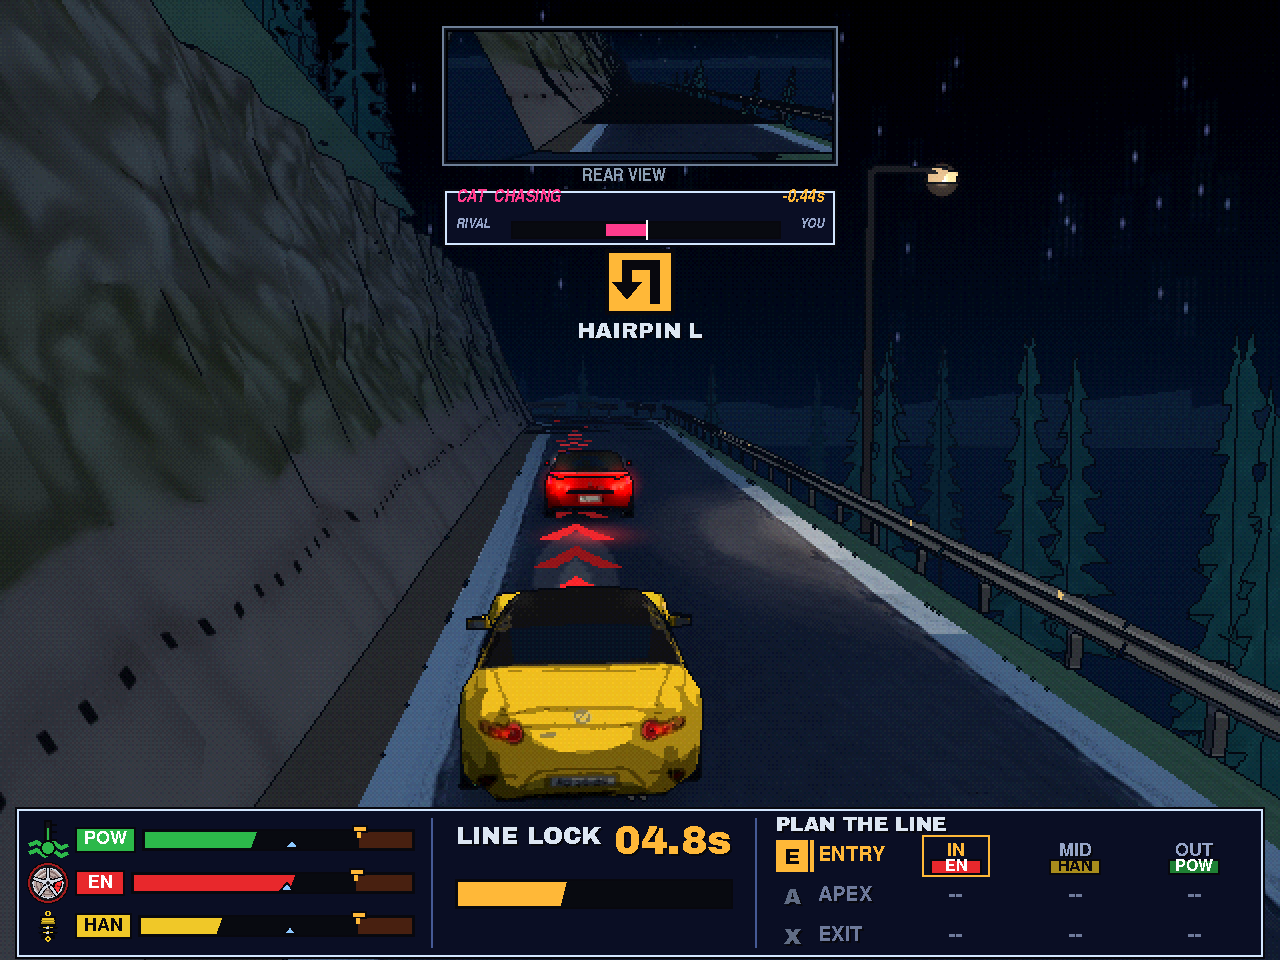 REAR VIEW
CAT CHASING -0.44s
RIVAL YOU
HAIRPIN L
POW
EN
HAN
LINE LOCK 04.8s
PLAN THE LINE
E ENTRY IN EN MID HAN OUT POW
A APEX -- -- --
X EXIT -- -- --